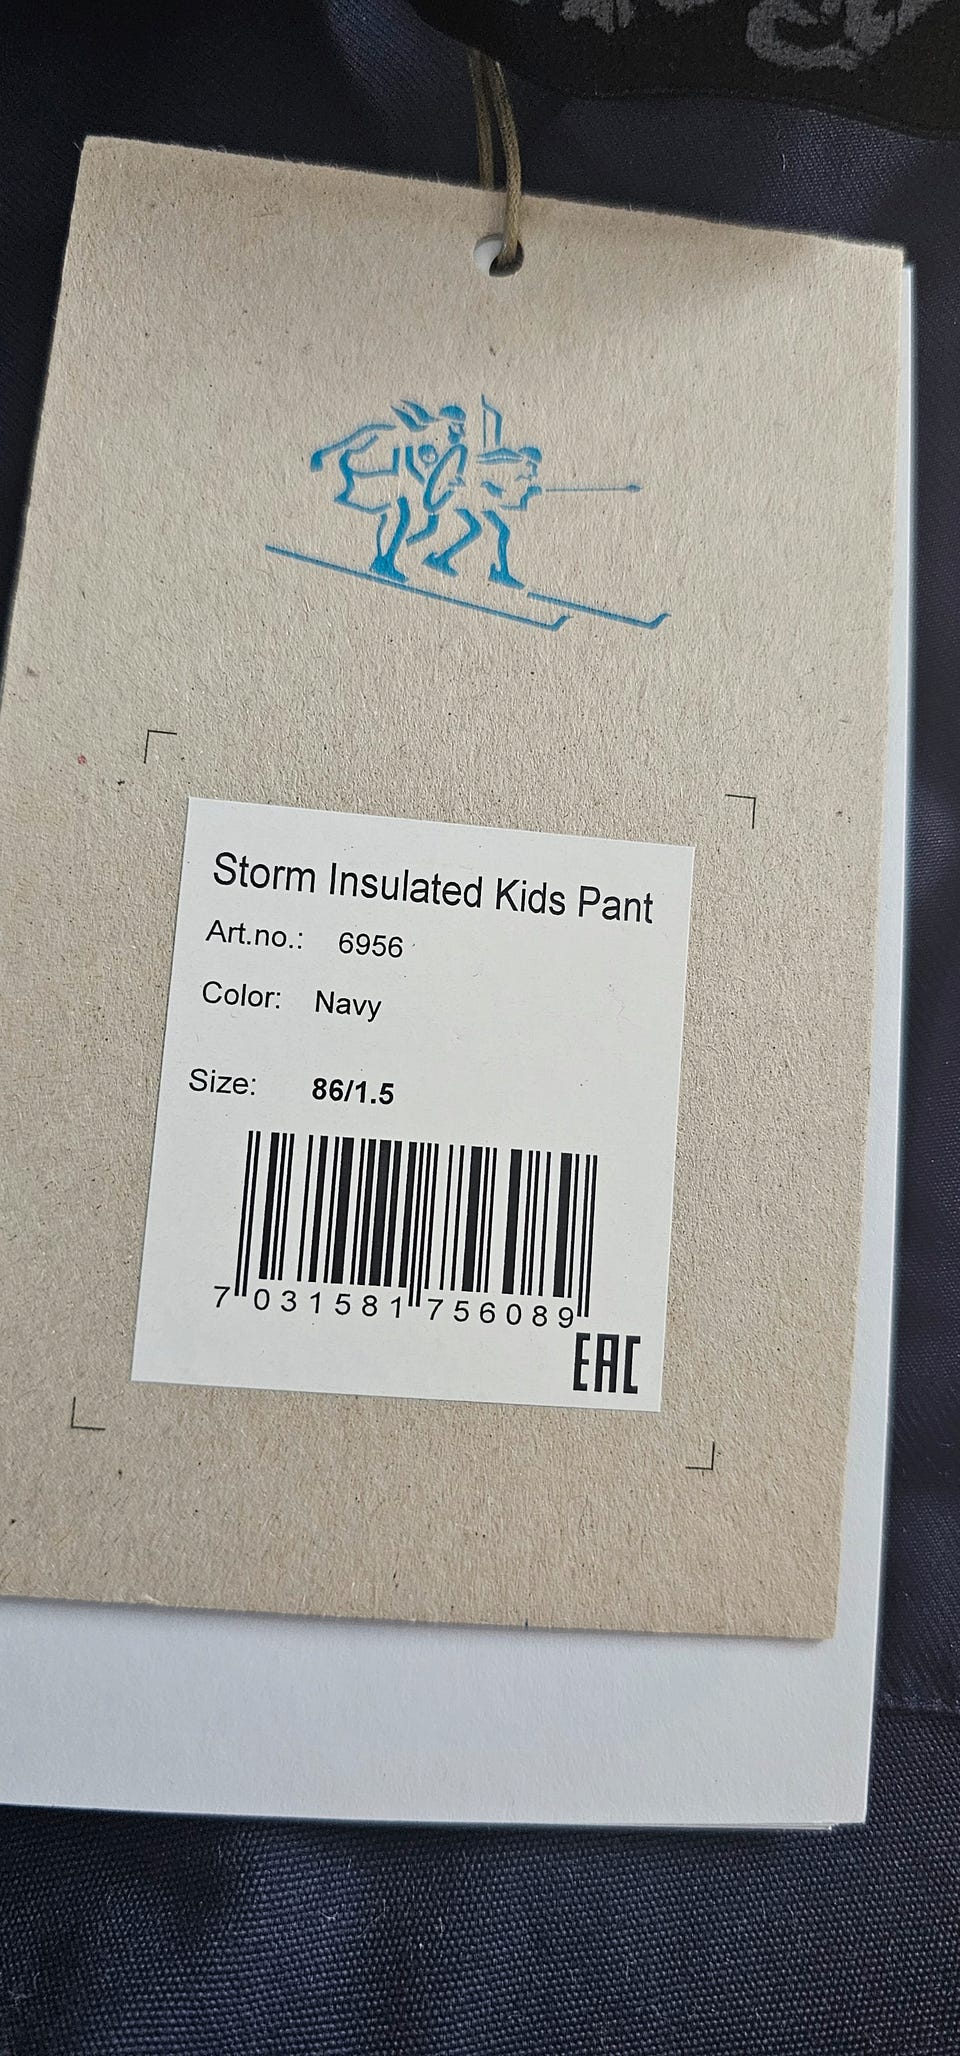 Storm Insulated Kids Pant
Art.no.: 6956
Color: Navy
Size: 86/1.5
7 031581 756089
EAC